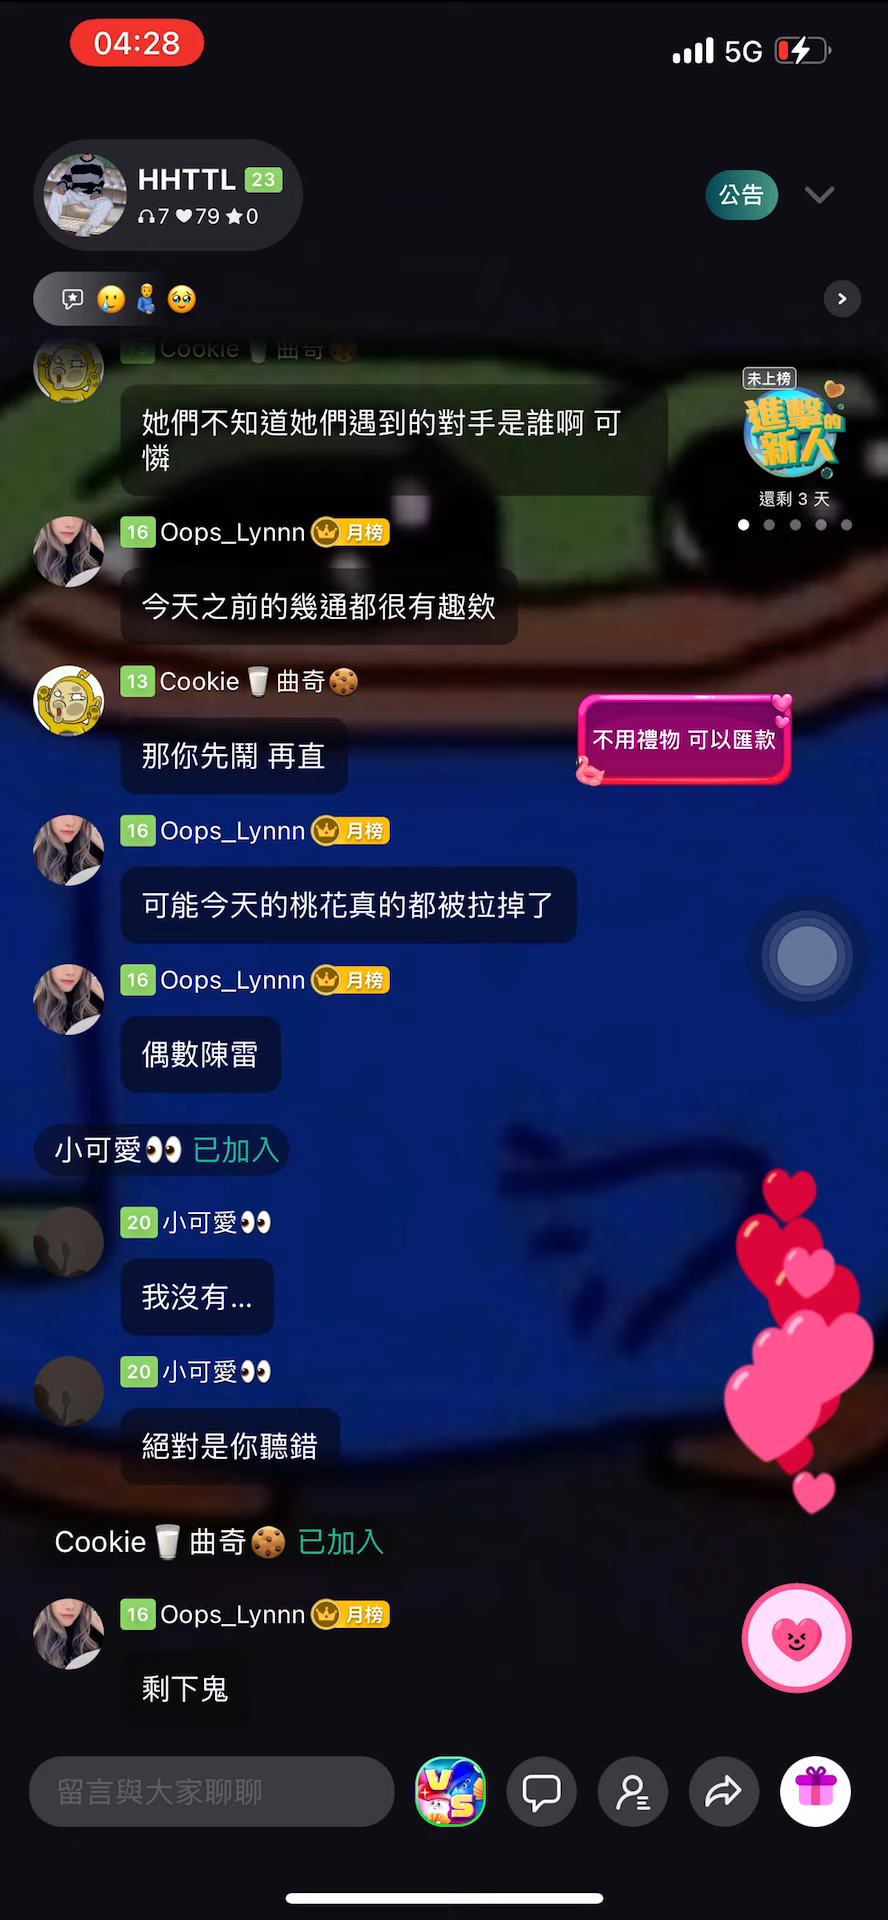 04:28
5G
HHTTL 23
7 79 0
公告
13 Cookie🥛曲奇🍪
她們不知道她們遇到的對手是誰啊 可
憐
未上榜
進擊的
新人
還剩 3 天
16 Oops_Lynnn 月榜
今天之前的幾通都很有趣欸
13 Cookie🥛曲奇🍪
那你先鬧 再直
不用禮物 可以匯款
16 Oops_Lynnn 月榜
可能今天的桃花真的都被拉掉了
16 Oops_Lynnn 月榜
偶數陳雷
小可愛👀 已加入
20 小可愛👀
我沒有...
20 小可愛👀
絕對是你聽錯
Cookie🥛曲奇🍪 已加入
16 Oops_Lynnn 月榜
剩下鬼
留言與大家聊聊
VS